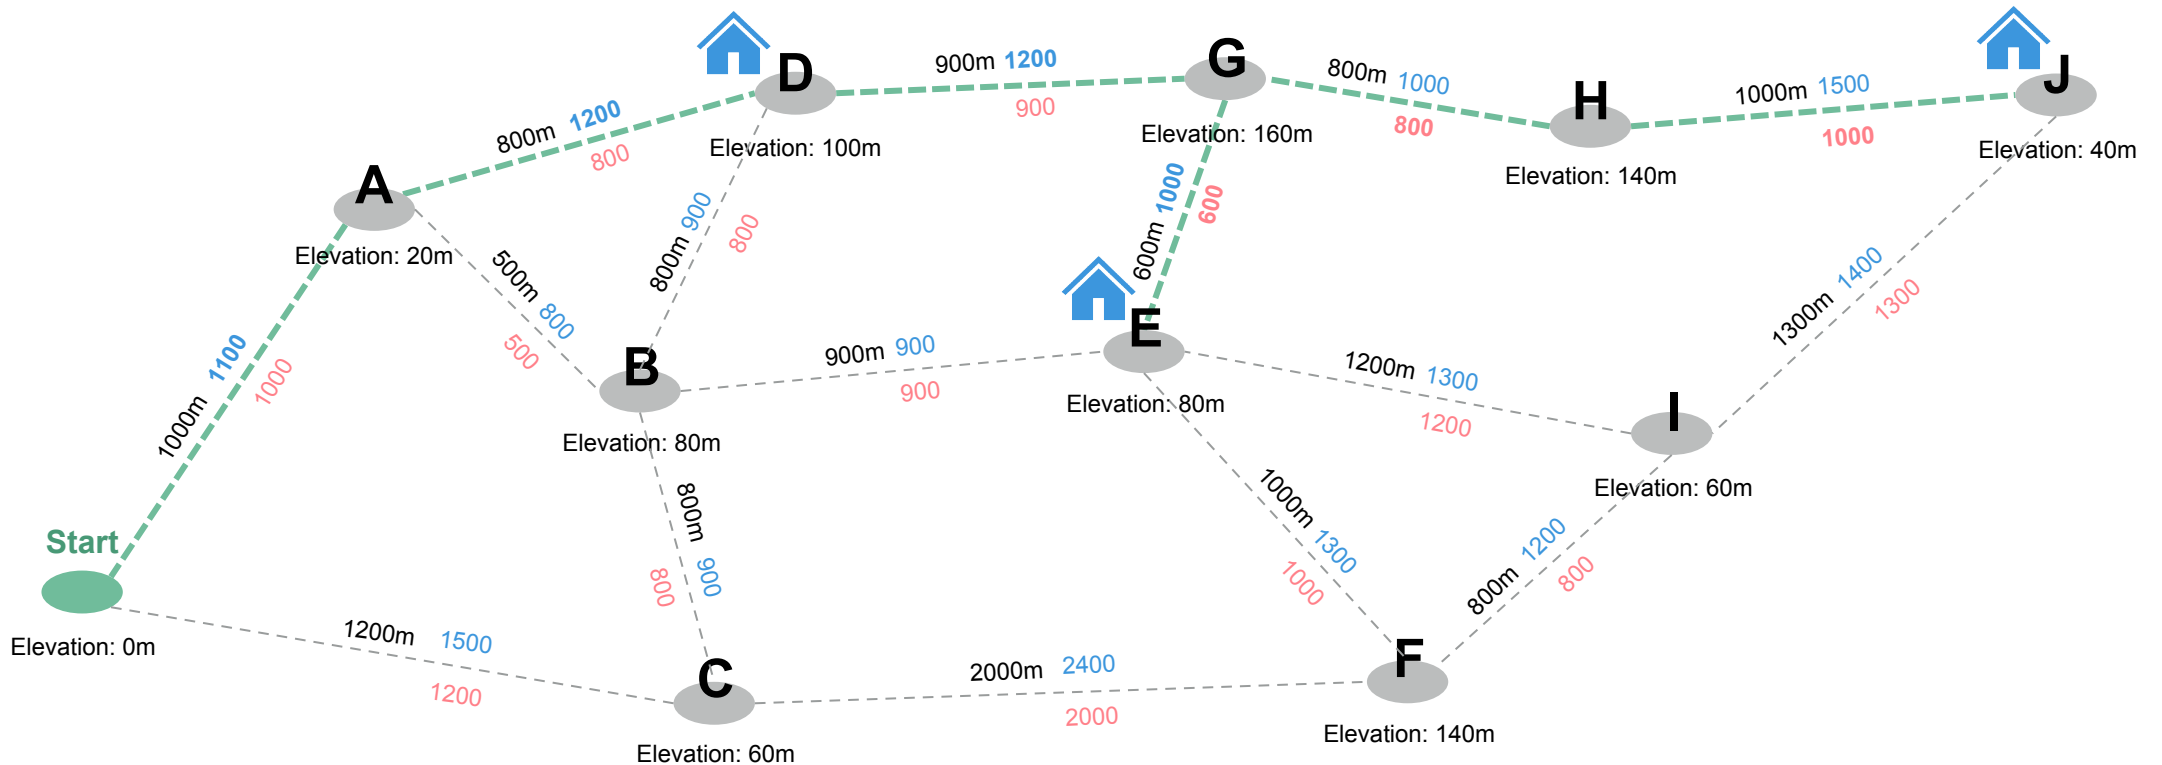 D
900m 1200
900
G
800m 1000
800
H
1000m 1500
1000
J
800m 1200
800
Elevation: 100m
Elevation: 160m
Elevation: 140m
Elevation: 40m
A
Elevation: 20m
800m 900
800
600m 1000
600
500m 800
500
1000m 1100
1000
B
Elevation: 80m
900m 900
900
E
Elevation: 80m
1200m 1300
1200
1300m 1400
1300
I
Elevation: 60m
Start
Elevation: 0m
800m 900
800
1000m 1300
1000
800m 1200
800
1200m 1500
1200
C
Elevation: 60m
2000m 2400
2000
F
Elevation: 140m